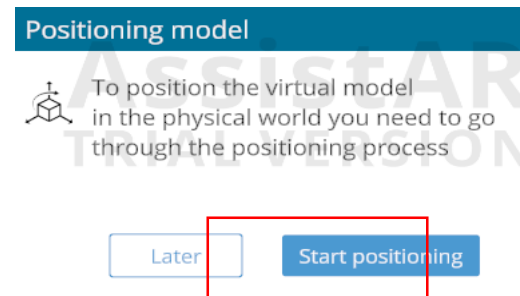 Positioning model
AssistAR
TRIAL VERSION
To position the virtual model
in the physical world you need to go
through the positioning process
Later
Start positioning